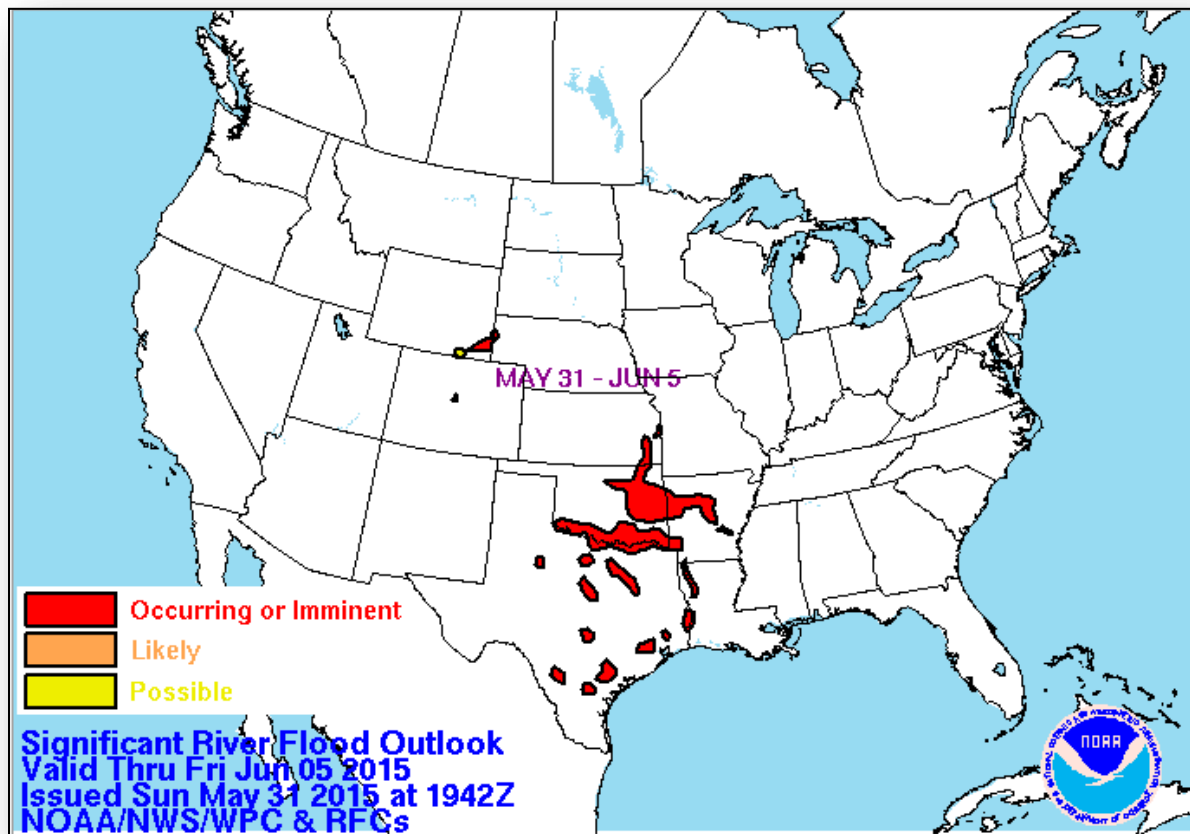 MAY 31 - JUN 5
Occurring or Imminent
Likely
Possible
Significant River Flood Outlook
Valid Thru Fri Jun 05 2015
Issued Sun May 31 2015 at 1942Z
NOAA/NWS/WPC & RFCs
NOAA